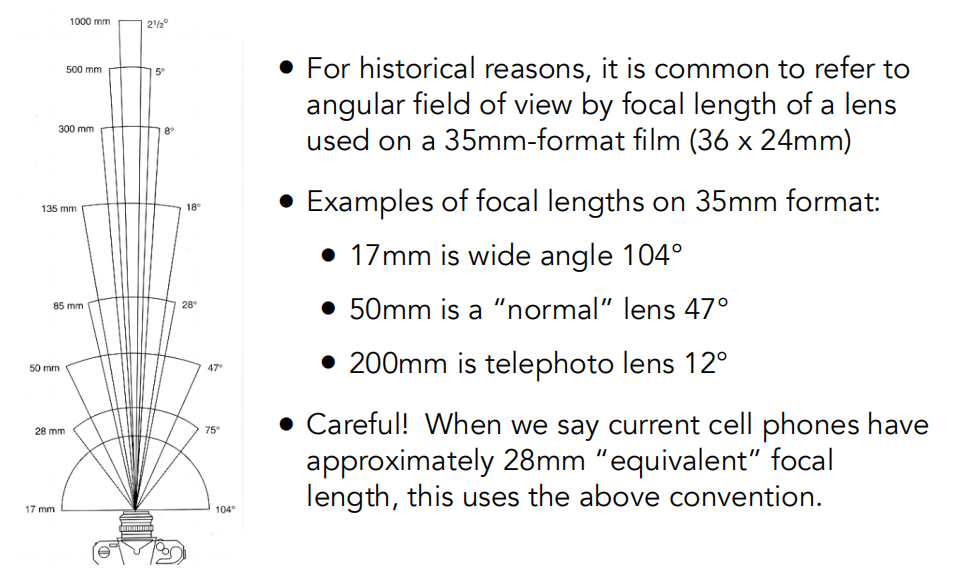 1000 mm 2½°
500 mm 5°
300 mm 8°
135 mm 18°
85 mm 28°
50 mm 47°
28 mm 75°
17 mm 104°
• For historical reasons, it is common to refer to
angular field of view by focal length of a lens
used on a 35mm-format film (36 x 24mm)
• Examples of focal lengths on 35mm format:
• 17mm is wide angle 104°
• 50mm is a “normal” lens 47°
• 200mm is telephoto lens 12°
• Careful! When we say current cell phones have
approximately 28mm “equivalent” focal
length, this uses the above convention.